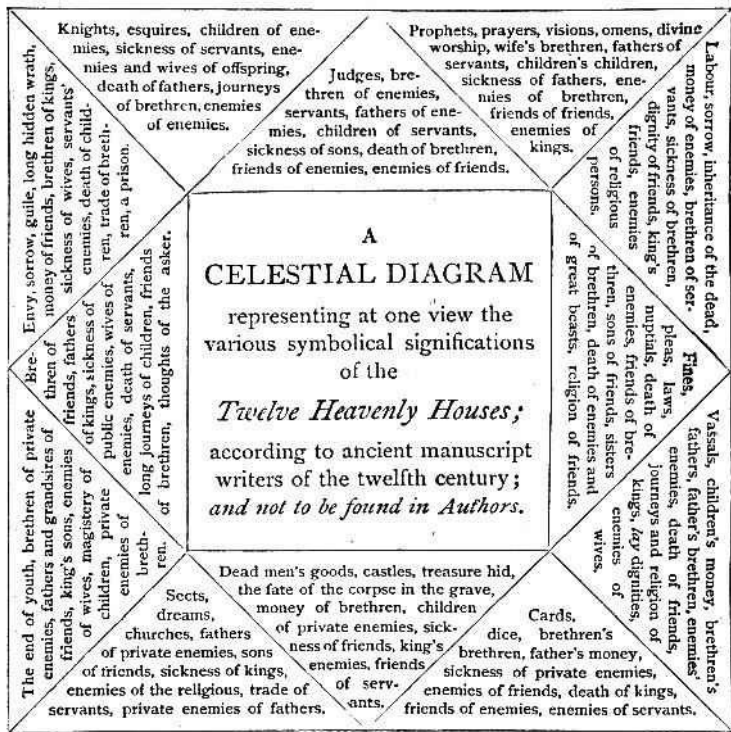 Knights, esquires, children of ene-
mies, sickness of servants, ene-
mies and wives of offspring,
death of fathers, journeys
of brethren, enemies
of enemies.
Judges, bre-
thren of enemies,
servants, fathers of ene-
mies, children of servants,
sickness of sons, death of brethren,
friends of enemies, enemies of friends.
Prophets, prayers, visions, omens, divine
worship, wife's brethren, fathers of
servants, children's children,
sickness of fathers, ene-
mies of brethren,
friends of friends,
enemies of
kings.
Labour, sorrow, inheritance of the dead,
money of enemies, brethren of ser-
vants, sickness of brethren,
dignity of friends, king's
friends, enemies
of religious
persons.
Envy, sorrow, guile, long hidden wrath,
money of friends, brethren of kings,
sickness of wives, servants'
enemies, death of child-
ren, trade of breth-
ren, a prison.
Bre-
thren of
friends, fathers
of kings, sickness of
public enemies, wives of
enemies, death of servants,
long journeys of children, friends
of brethren, thoughts of the asker.
A
CELESTIAL DIAGRAM
representing at one view the
various symbolical significations
of the
Twelve Heavenly Houses;
according to ancient manuscript
writers of the twelfth century;
and not to be found in Authors.
Fines,
pleas, laws,
nuptials, death of
enemies, friends of bre-
thren, sons of friends, sisters
of brethren, death of enemies and
of great beasts, religion of friends.
Vassals, children's money, brethren's
fathers, father's brethren, enemies'
enemies, death of friends,
journeys and religion of
kings, lay dignities,
enemies of
wives.
The end of youth, brethren of private
enemies, fathers and grandsires of
friends, king's sons, enemies
of wives, magistery of
children, private
enemies of
breth-
ren.
Sects,
dreams,
churches, fathers
of private enemies, sons
of friends, sickness of kings,
enemies of the religious, trade of
servants, private enemies of fathers.
Dead men's goods, castles, treasure hid,
the fate of the corpse in the grave,
money of brethren, children
of private enemies, sick-
ness of friends, king's
enemies, friends
of serv-
ants.
Cards,
dice, brethren's
brethren, father's money,
sickness of private enemies,
enemies of friends, death of kings,
friends of enemies, enemies of servants.